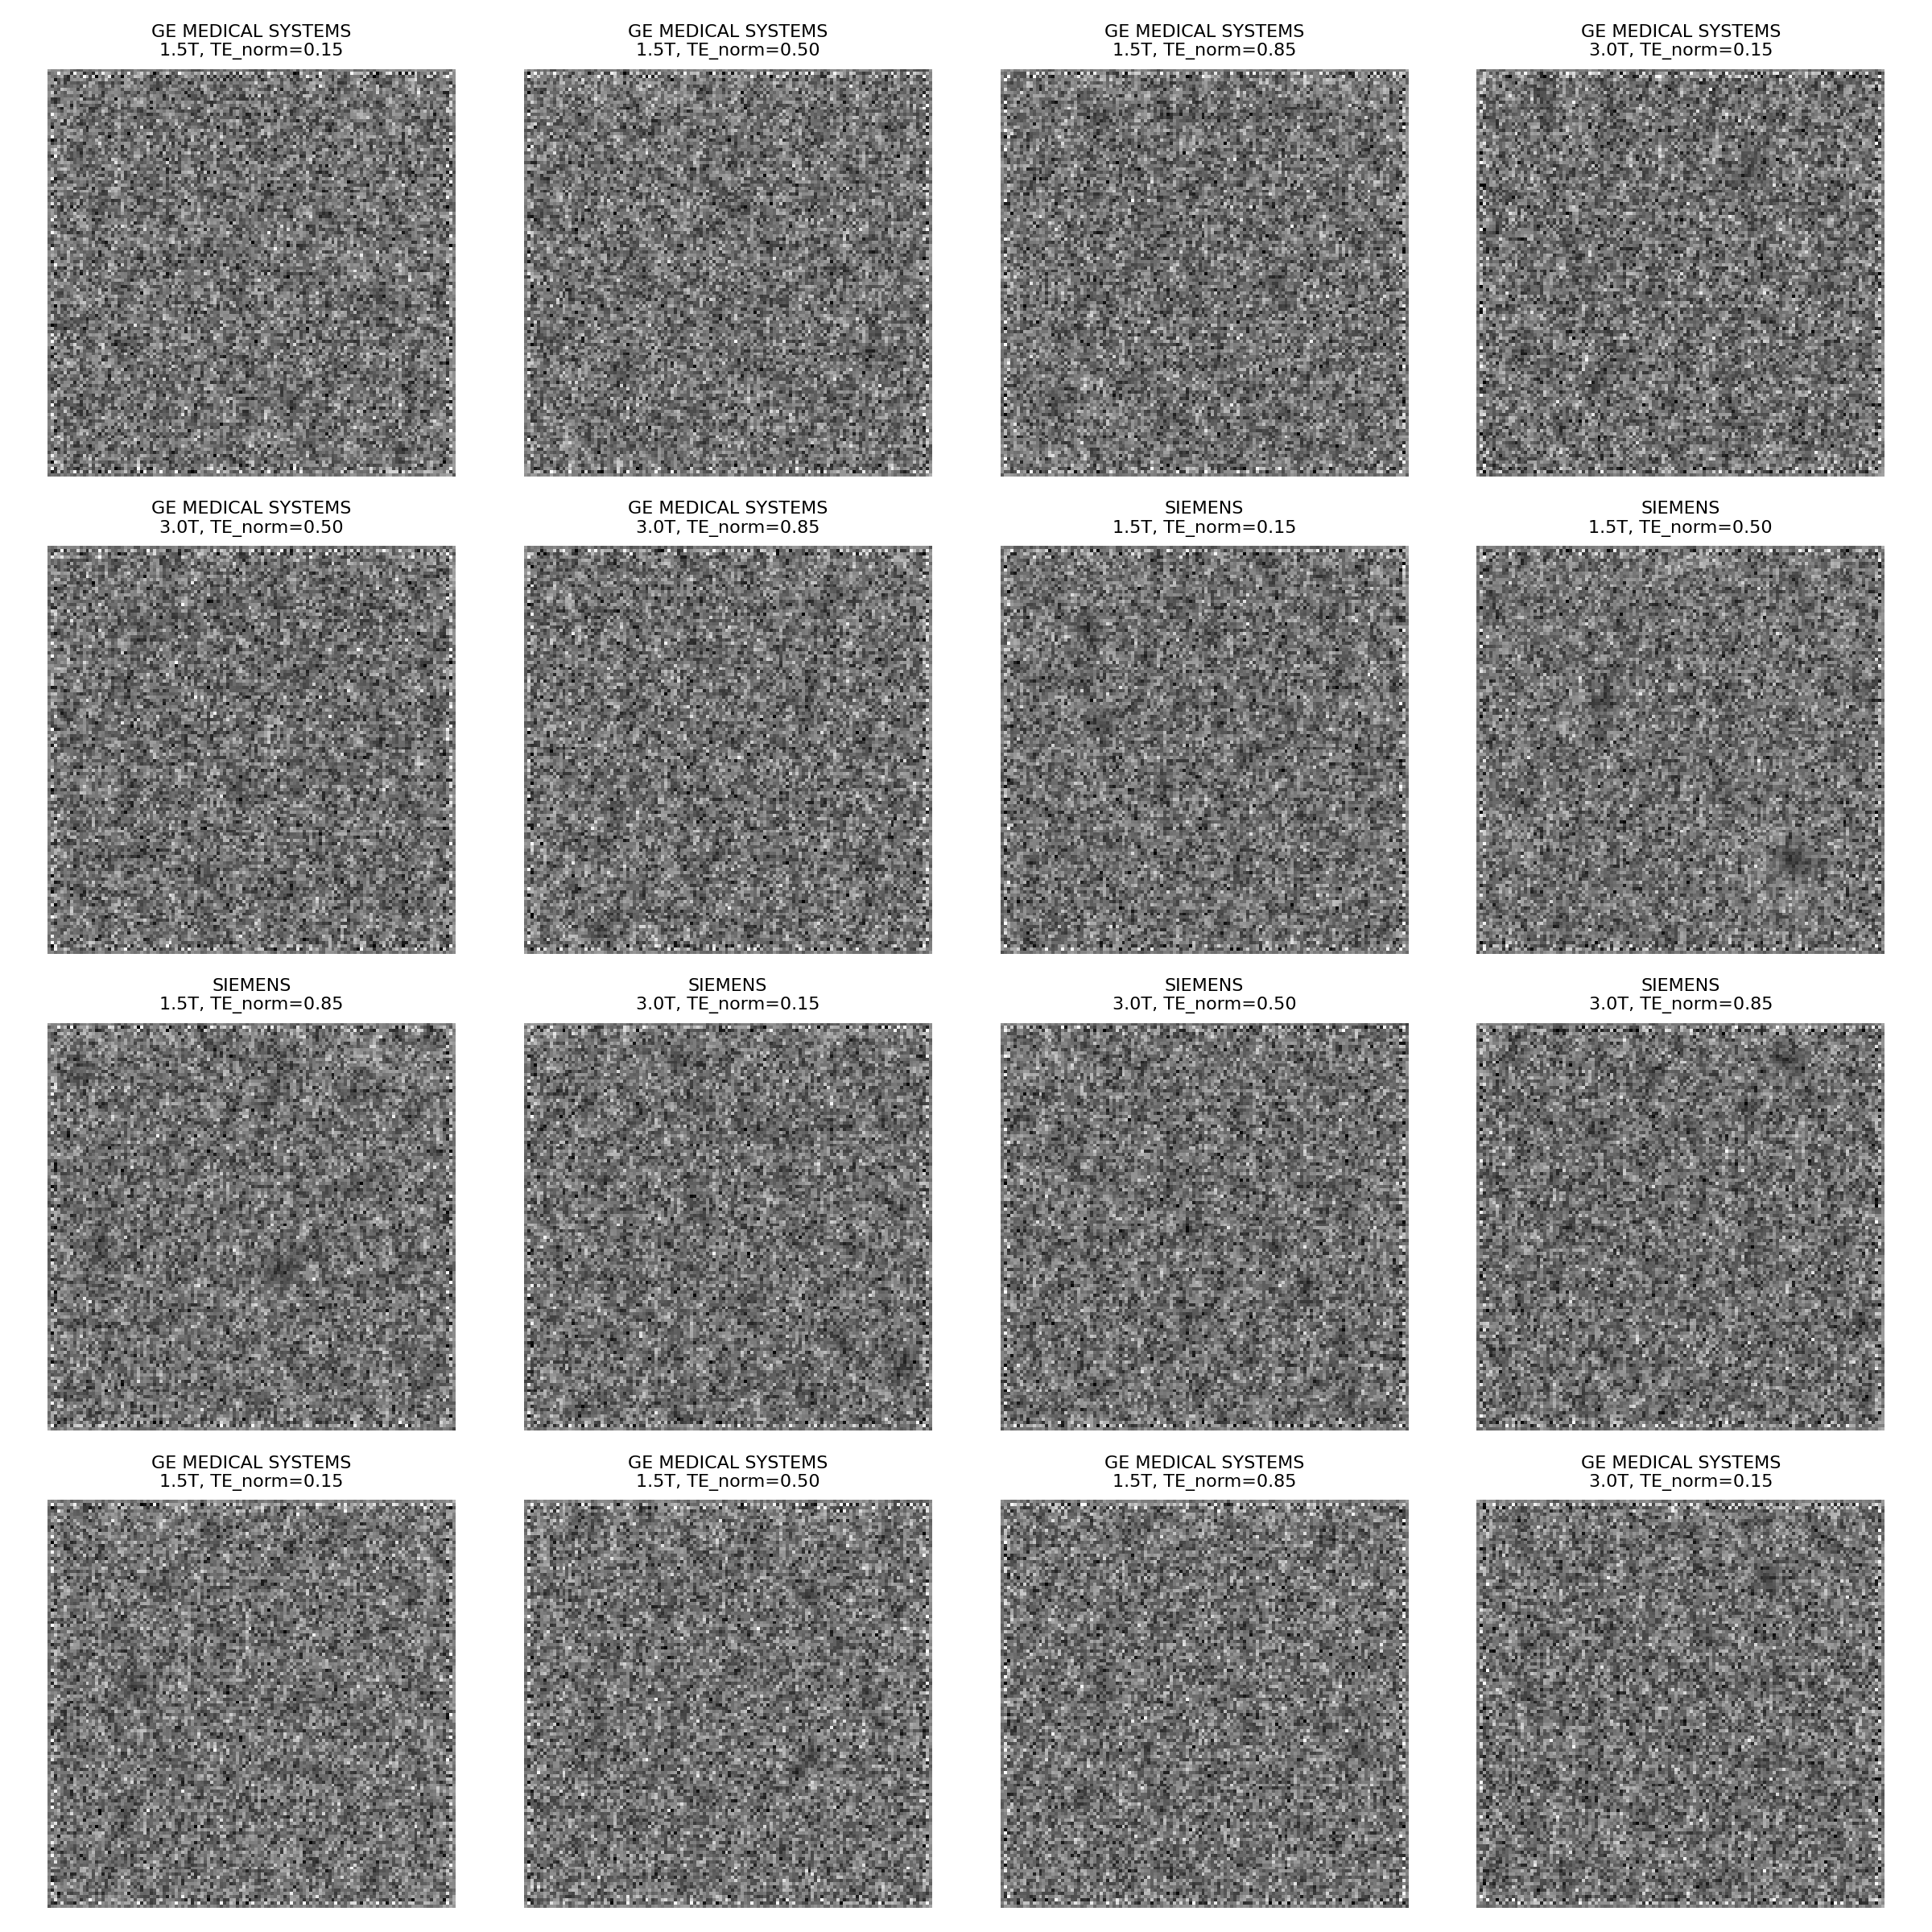 GE MEDICAL SYSTEMS
1.5T, TE_norm=0.15
GE MEDICAL SYSTEMS
1.5T, TE_norm=0.50
GE MEDICAL SYSTEMS
1.5T, TE_norm=0.85
GE MEDICAL SYSTEMS
3.0T, TE_norm=0.15
GE MEDICAL SYSTEMS
3.0T, TE_norm=0.50
GE MEDICAL SYSTEMS
3.0T, TE_norm=0.85
SIEMENS
1.5T, TE_norm=0.15
SIEMENS
1.5T, TE_norm=0.50
SIEMENS
1.5T, TE_norm=0.85
SIEMENS
3.0T, TE_norm=0.15
SIEMENS
3.0T, TE_norm=0.50
SIEMENS
3.0T, TE_norm=0.85
GE MEDICAL SYSTEMS
1.5T, TE_norm=0.15
GE MEDICAL SYSTEMS
1.5T, TE_norm=0.50
GE MEDICAL SYSTEMS
1.5T, TE_norm=0.85
GE MEDICAL SYSTEMS
3.0T, TE_norm=0.15